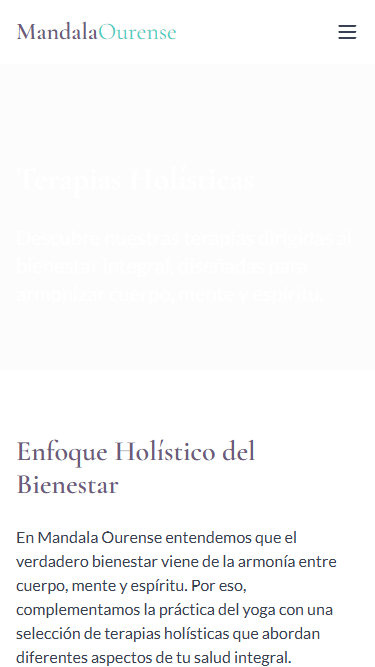 MandalaOurense
Terapias Holísticas
Descubre nuestras terapias dirigidas al
bienestar integral, diseñadas para
armonizar cuerpo, mente y espíritu.
Enfoque Holístico del
Bienestar
En Mandala Ourense entendemos que el
verdadero bienestar viene de la armonía entre
cuerpo, mente y espíritu. Por eso,
complementamos la práctica del yoga con una
selección de terapias holísticas que abordan
diferentes aspectos de tu salud integral.